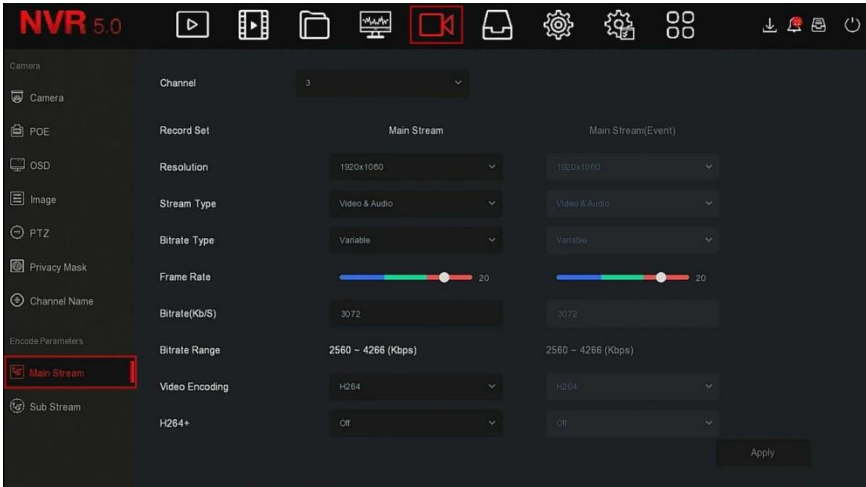 NVR 5.0
Camera
Camera
POE
OSD
Image
PTZ
Privacy Mask
Channel Name
Encode Parameters
Main Stream
Sub Stream
Channel 3
Record Set Main Stream Main Stream(Event)
Resolution 1920x1080 1920x1080
Stream Type Video & Audio Video & Audio
Bitrate Type Variable Variable
Frame Rate 20 20
Bitrate(Kb/S) 3072 3072
Bitrate Range 2560 ~ 4266 (Kbps) 2560 ~ 4266 (Kbps)
Video Encoding H264 H264
H264+ Off Off
Apply